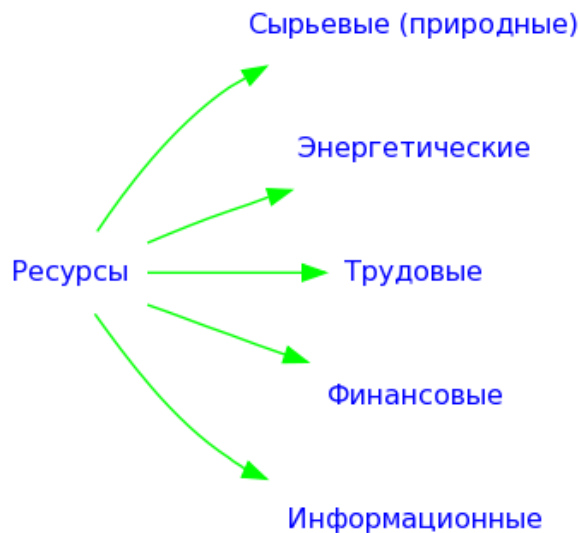 Сырьевые (природные)
Энергетические
Ресурсы
Трудовые
Финансовые
Информационные